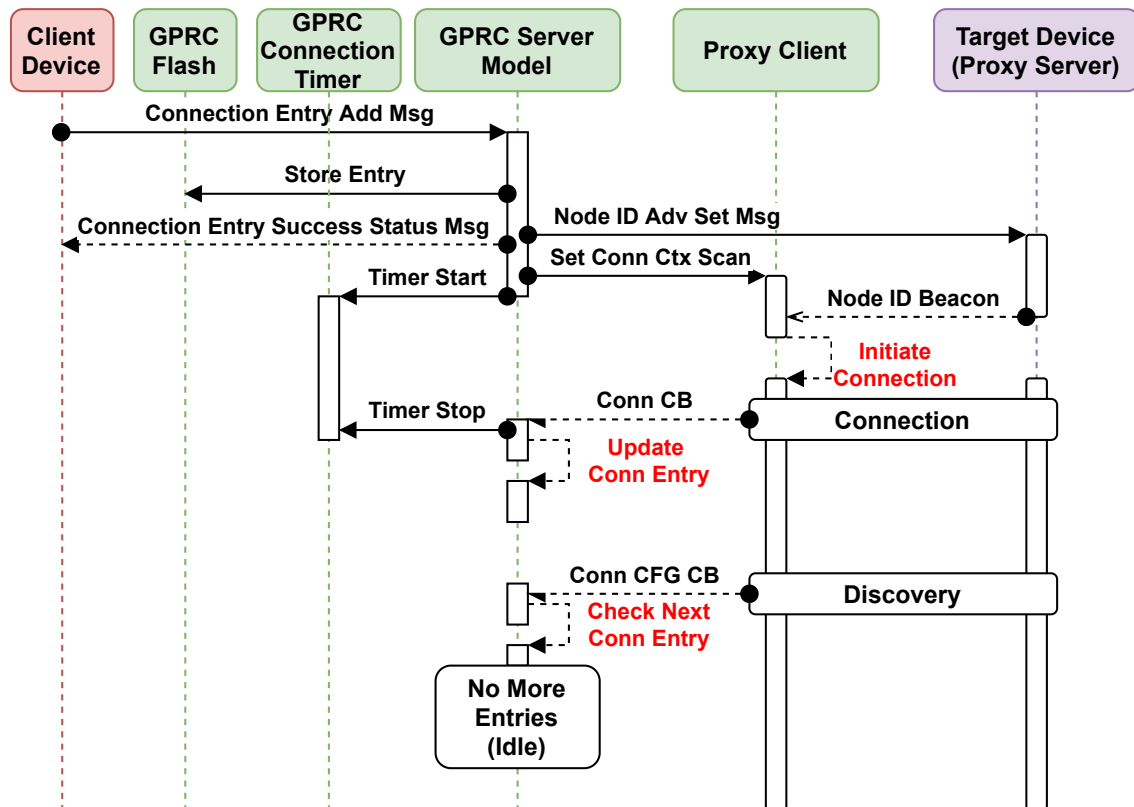 Client
Device
GPRC
Flash
GPRC
Connection
Timer
GPRC Server
Model
Proxy Client
Target Device
(Proxy Server)
Connection Entry Add Msg
Store Entry
Connection Entry Success Status Msg
Node ID Adv Set Msg
Set Conn Ctx Scan
Timer Start
Node ID Beacon
Initiate
Connection
Timer Stop
Conn CB
Connection
Update
Conn Entry
Conn CFG CB
Discovery
Check Next
Conn Entry
No More
Entries
(Idle)